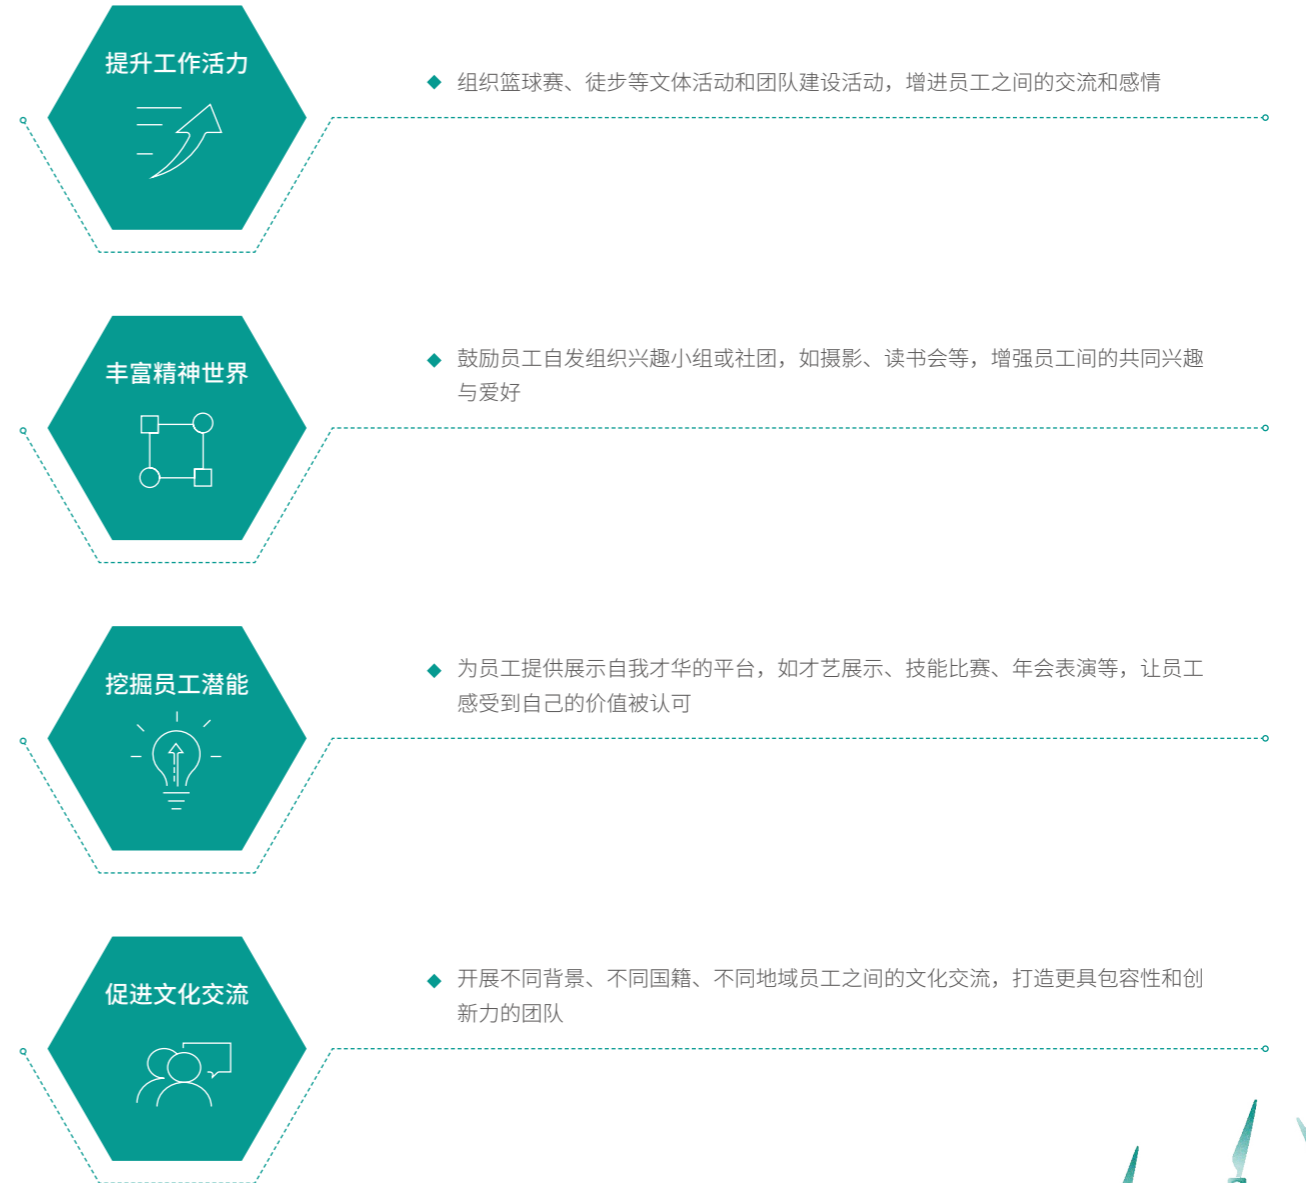 提升工作活力
组织篮球赛、徒步等文体活动和团队建设活动，增进员工之间的交流和感情
丰富精神世界
鼓励员工自发组织兴趣小组或社团，如摄影、读书会等，增强员工间的共同兴趣
与爱好
挖掘员工潜能
为员工提供展示自我才华的平台，如才艺展示、技能比赛、年会表演等，让员工
感受到自己的价值被认可
促进文化交流
开展不同背景、不同国籍、不同地域员工之间的文化交流，打造更具包容性和创
新力的团队